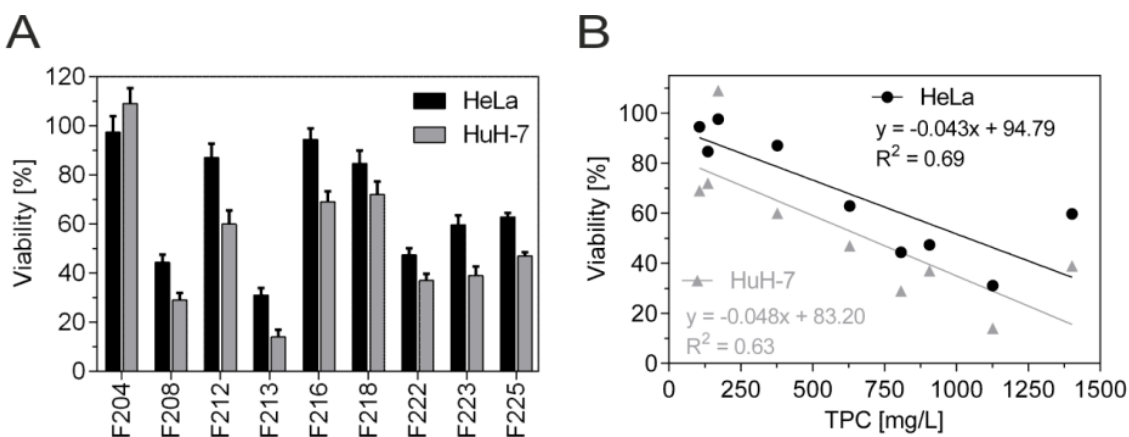 A
Viability [%]
120
100
80
60
40
20
0
HeLa
HuH-7
F204
F208
F212
F213
F216
F218
F222
F223
F225
B
Viability [%]
100
80
60
40
20
0
HeLa
y = -0.043x + 94.79
R² = 0.69
HuH-7
y = -0.048x + 83.20
R² = 0.63
0
250
500
750
1000
1250
1500
TPC [mg/L]